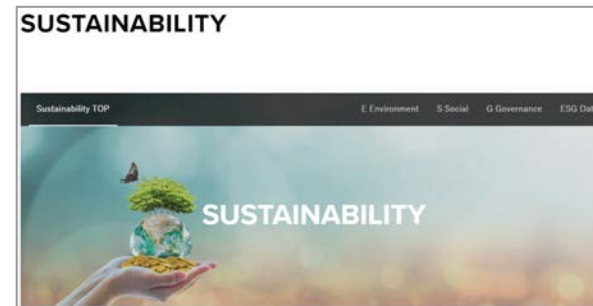 SUSTAINABILITY
Sustainability TOP E Environment S Social G Governance ESG Dat
SUSTAINABILITY